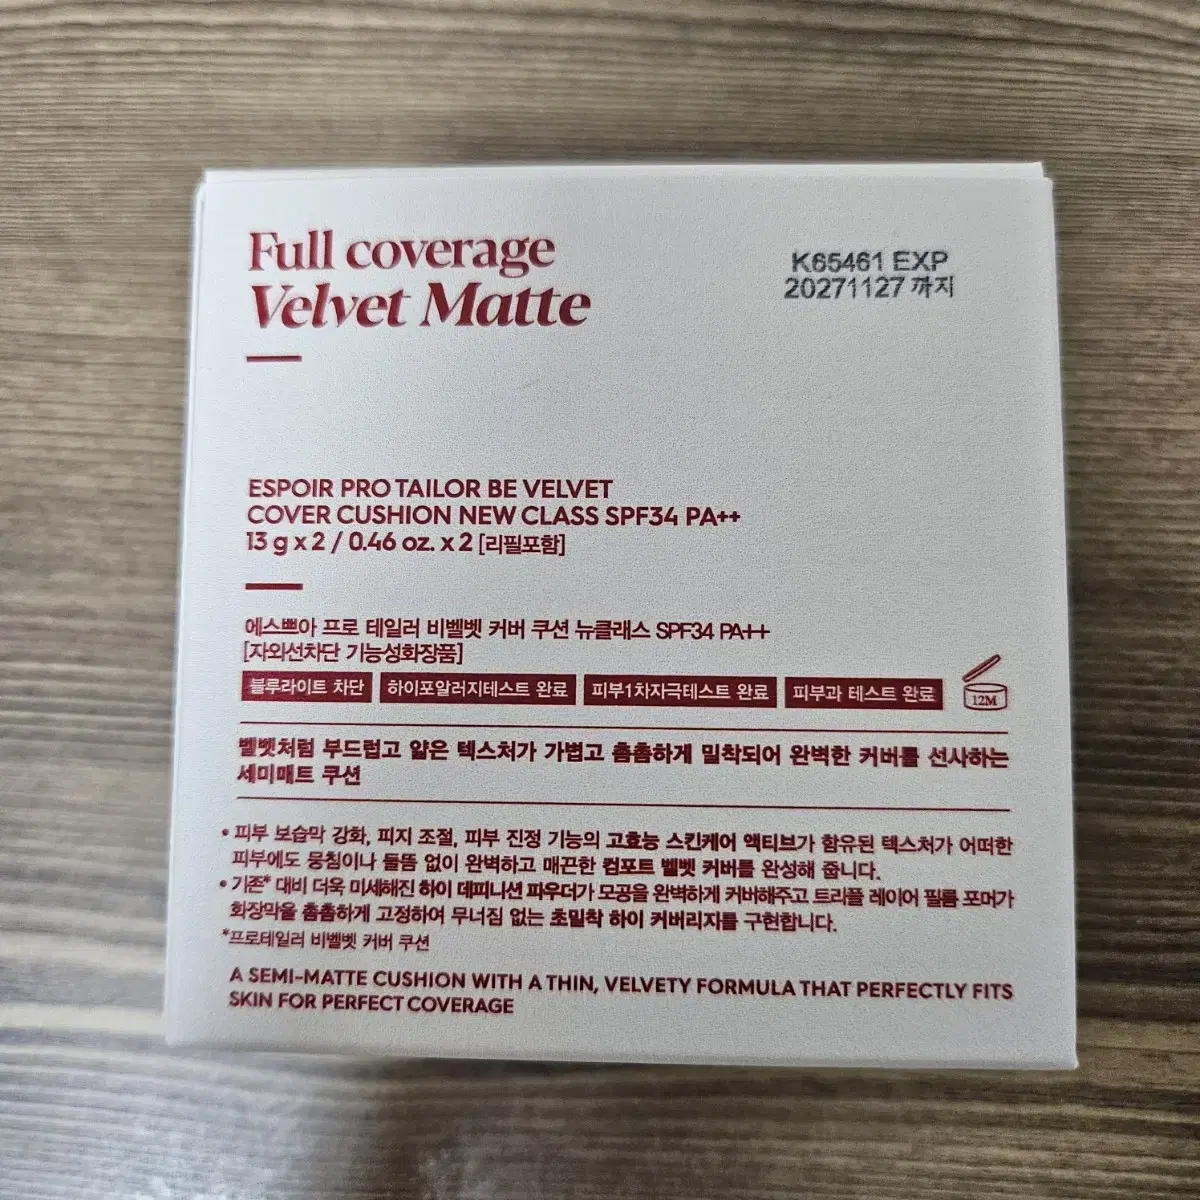 Full coverage
Velvet Matte
K65461 EXP
20271127 까지
ESPOIR PRO TAILOR BE VELVET
COVER CUSHION NEW CLASS SPF34 PA++
13 g x 2 / 0.46 oz. x 2 [리필포함]
에스쁘아 프로 테일러 비벨벳 커버 쿠션 뉴클래스 SPF34 PA++
[자외선차단 기능성화장품]
블루라이트 차단 하이포알러지테스트 완료 피부1차자극테스트 완료 피부과 테스트 완료 12M
벨벳처럼 부드럽고 얇은 텍스처가 가볍고 촘촘하게 밀착되어 완벽한 커버를 선사하는
세미매트 쿠션
• 피부 보습막 강화, 피지 조절, 피부 진정 기능의 고효능 스킨케어 액티브가 함유된 텍스처가 어떠한
피부에도 뭉침이나 들뜸 없이 완벽하고 매끈한 컴포트 벨벳 커버를 완성해 줍니다.
• 기존* 대비 더욱 미세해진 하이 데피니션 파우더가 모공을 완벽하게 커버해주고 트리플 레이어 필름 포머가
화장막을 촘촘하게 고정하여 무너짐 없는 초밀착 하이 커버리지를 구현합니다.
*프로테일러 비벨벳 커버 쿠션
A SEMI-MATTE CUSHION WITH A THIN, VELVETY FORMULA THAT PERFECTLY FITS
SKIN FOR PERFECT COVERAGE